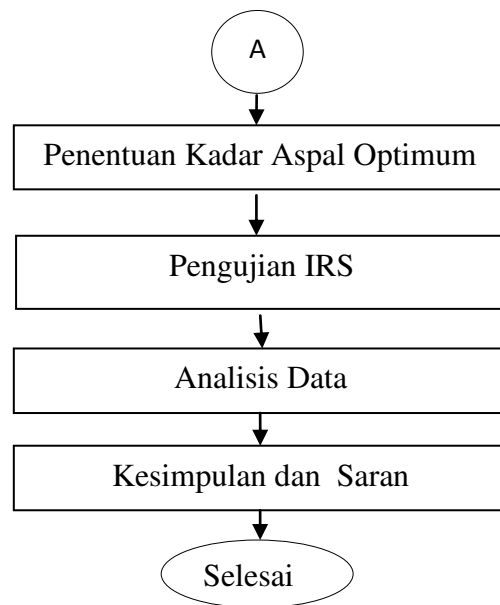 A
Penentuan Kadar Aspal Optimum
Pengujian IRS
Analisis Data
Kesimpulan dan Saran
Selesai